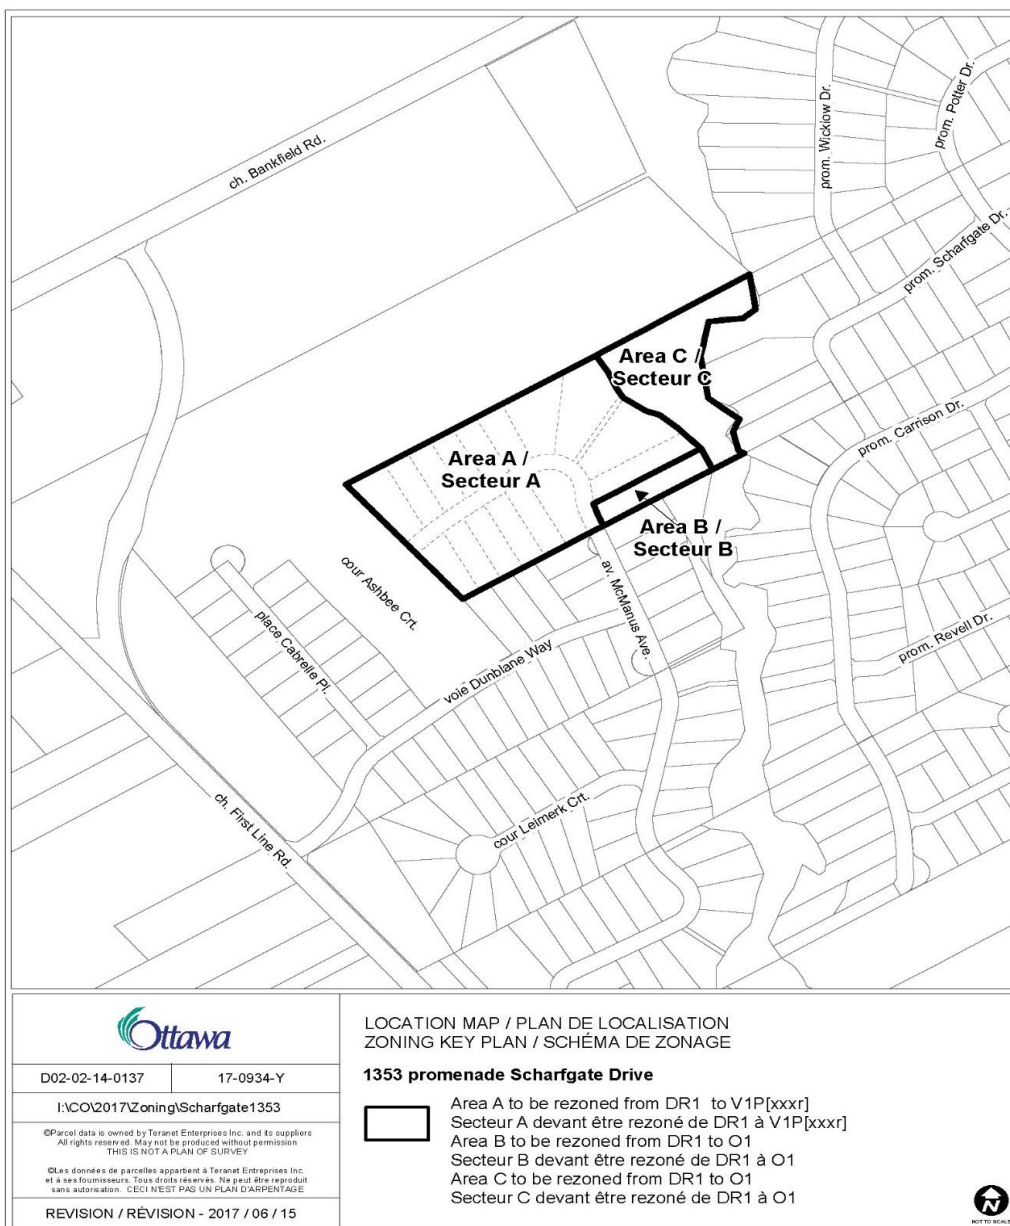 ch. Bankfield Rd.
prom. Wicklow Dr.
prom. Potter Dr.
prom. Scharfgate Dr.
Area C /
Secteur C
prom. Carrison Dr.
Area A /
Secteur A
Area B /
Secteur B
cour Ashbee Crt.
av. McManus Ave.
place Cabrelle Pl.
prom. Revell Dr.
voie Dunblane Way
ch. First Line Rd.
cour Leimerk Crt.
Ottawa
D02-02-14-0137
17-0934-Y
I:\CO\2017\Zoning\Scharfgate1353
©Parcel data is owned by Teranet Enterprises Inc. and its suppliers
All rights reserved. May not be produced without permission
THIS IS NOT A PLAN OF SURVEY
©Les données de parcelles appartient à Teranet Entreprises Inc.
et à ses fournisseurs. Tous droits réservés. Ne peut être reproduit
sans autorisation. CECI N'EST PAS UN PLAN D'ARPENTAGE
REVISION / RÉVISION - 2017 / 06 / 15
LOCATION MAP / PLAN DE LOCALISATION
ZONING KEY PLAN / SCHÉMA DE ZONAGE
1353 promenade Scharfgate Drive
Area A to be rezoned from DR1 to V1P[xxxr]
Secteur A devant être rezoné de DR1 à V1P[xxxr]
Area B to be rezoned from DR1 to O1
Secteur B devant être rezoné de DR1 à O1
Area C to be rezoned from DR1 to O1
Secteur C devant être rezoné de DR1 à O1
N
NOT TO SCALE